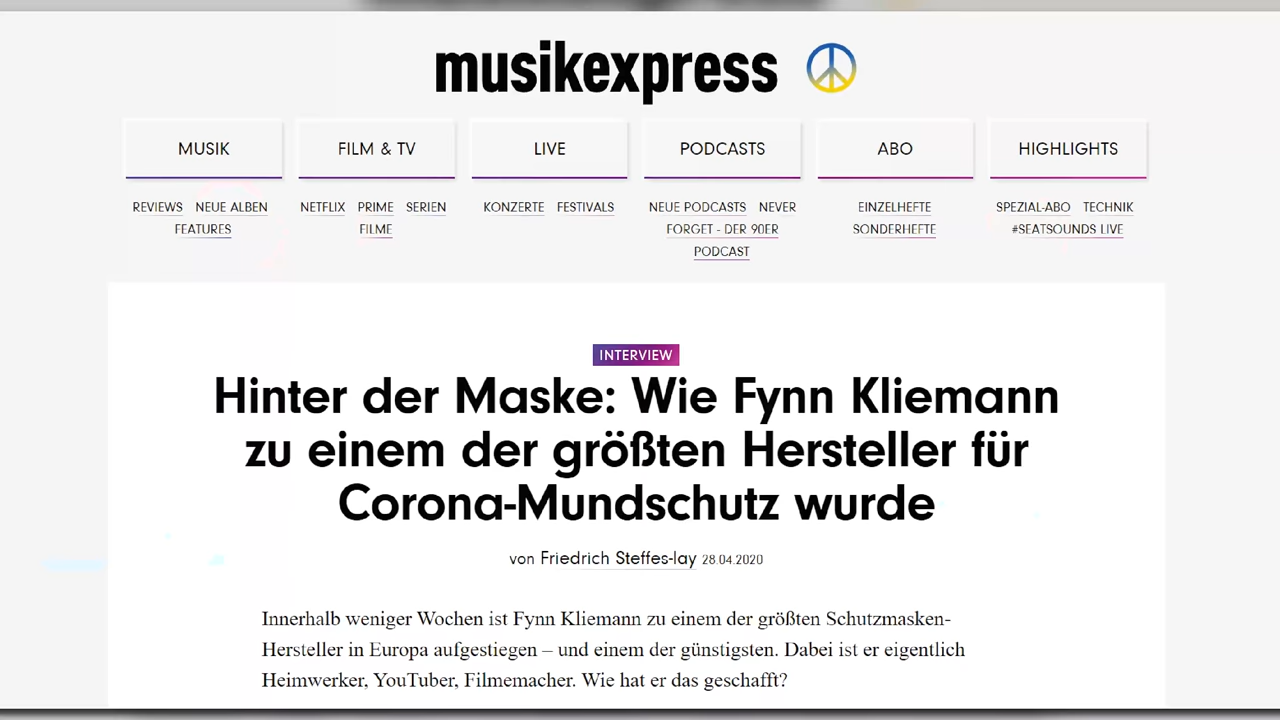 musikexpress
MUSIK FILM & TV LIVE PODCASTS ABO HIGHLIGHTS
REVIEWS NEUE ALBEN
FEATURES
NETFLIX PRIME SERIEN
FILME
KONZERTE FESTIVALS
NEUE PODCASTS NEVER
FORGET - DER 90ER
PODCAST
EINZELHEFTE
SONDERHEFTE
SPEZIAL-ABO TECHNIK
#SEATSOUNDS LIVE
INTERVIEW
Hinter der Maske: Wie Fynn Kliemann
zu einem der größten Hersteller für
Corona-Mundschutz wurde
von Friedrich Steffes-lay 28.04.2020
Innerhalb weniger Wochen ist Fynn Kliemann zu einem der größten Schutzmasken-
Hersteller in Europa aufgestiegen – und einem der günstigsten. Dabei ist er eigentlich
Heimwerker, YouTuber, Filmemacher. Wie hat er das geschafft?